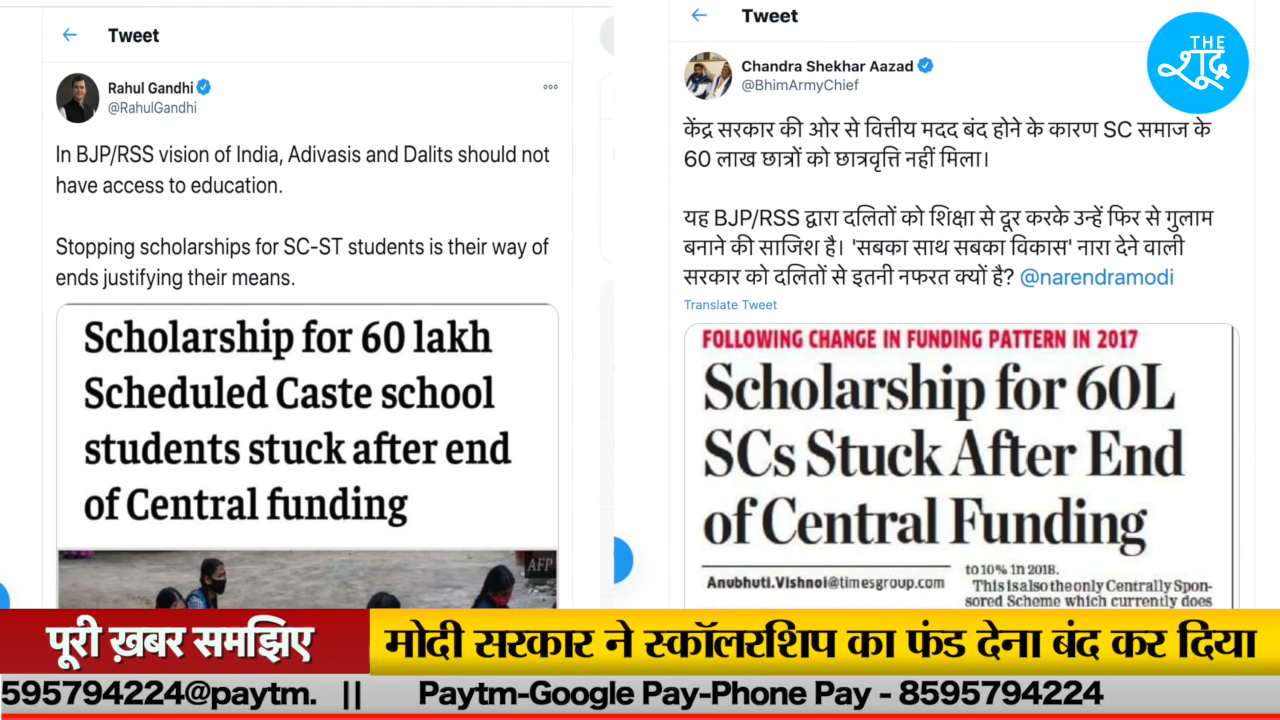 Tweet
Rahul Gandhi
@RahulGandhi
In BJP/RSS vision of India, Adivasis and Dalits should not
have access to education.
Stopping scholarships for SC-ST students is their way of
ends justifying their means.
Scholarship for 60 lakh
Scheduled Caste school
students stuck after end
of Central funding
AFP
Tweet
Chandra Shekhar Aazad
@BhimArmyChief
केंद्र सरकार की ओर से वित्तीय मदद बंद होने के कारण SC समाज के
60 लाख छात्रों को छात्रवृत्ति नहीं मिला।
यह BJP/RSS द्वारा दलितों को शिक्षा से दूर करके उन्हें फिर से गुलाम
बनाने की साजिश है। 'सबका साथ सबका विकास' नारा देने वाली
सरकार को दलितों से इतनी नफरत क्यों है? @narendramodi
Translate Tweet
FOLLOWING CHANGE IN FUNDING PATTERN IN 2017
Scholarship for 60L
SCs Stuck After End
of Central Funding
Anubhuti.Vishnoi@timesgroup.com
to 10% in 2018.
This is also the only Centrally Spon-
sored Scheme which currently does
THE
शूद्र
पूरी ख़बर समझिए
मोदी सरकार ने स्कॉलरशिप का फंड देना बंद कर दिया
595794224@paytm. || Paytm-Google Pay-Phone Pay - 8595794224